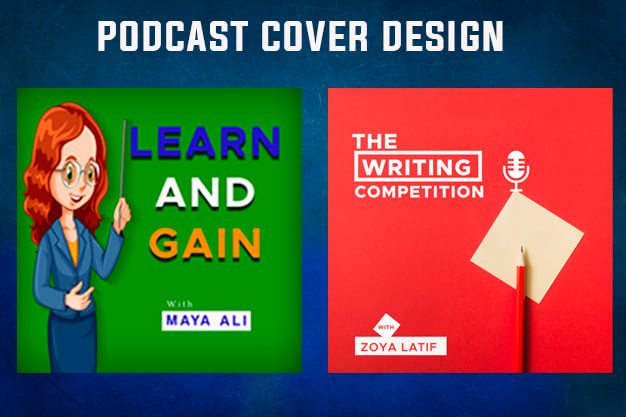 PODCAST COVER DESIGN
LEARN
AND
GAIN
With
MAYA ALI
THE
WRITING
COMPETITION
WITH
ZOYA LATIF